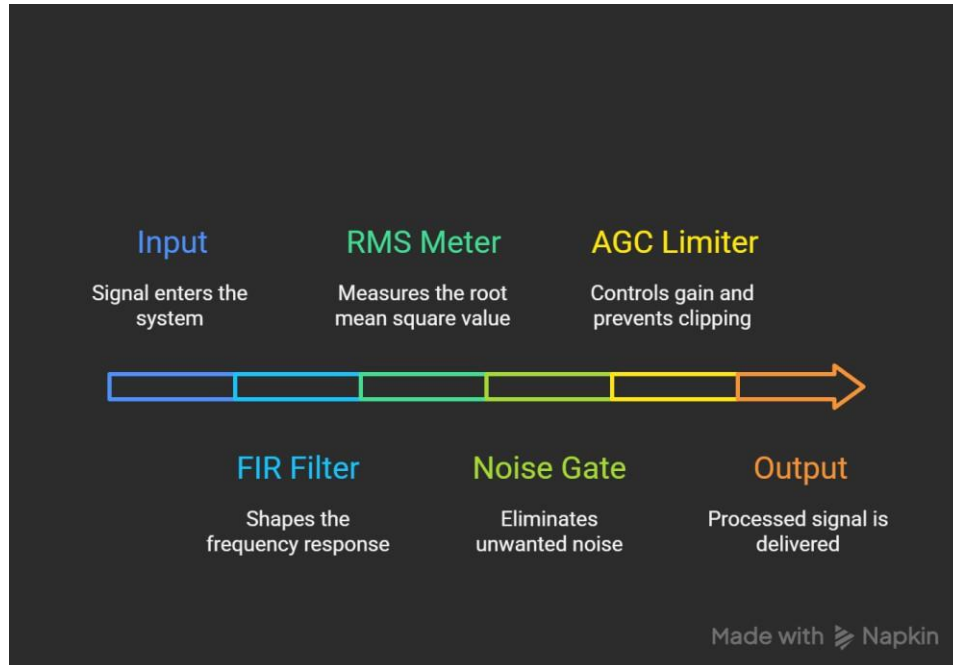 Input
Signal enters the
system
RMS Meter
Measures the root
mean square value
AGC Limiter
Controls gain and
prevents clipping
FIR Filter
Shapes the
frequency response
Noise Gate
Eliminates
unwanted noise
Output
Processed signal is
delivered
Made with Napkin